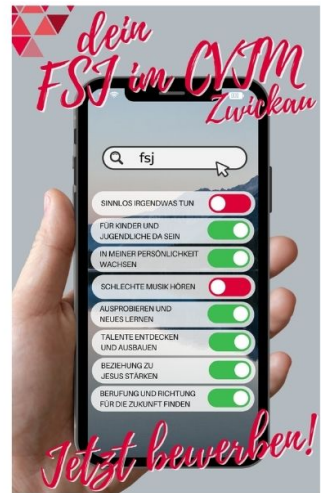 dein
FSJ im CVJM
Zwickau
fsj
SINNLOS IRGENDWAS TUN
FÜR KINDER UND
JUGENDLICHE DA SEIN
IN MEINER PERSÖNLICHKEIT
WACHSEN
SCHLECHTE MUSIK HÖREN
AUSPROBIEREN UND
NEUES LERNEN
TALENTE ENTDECKEN
UND AUSBAUEN
BEZIEHUNG ZU
JESUS STÄRKEN
BERUFUNG UND RICHTUNG
FÜR DIE ZUKUNFT FINDEN
Jetzt bewerben!